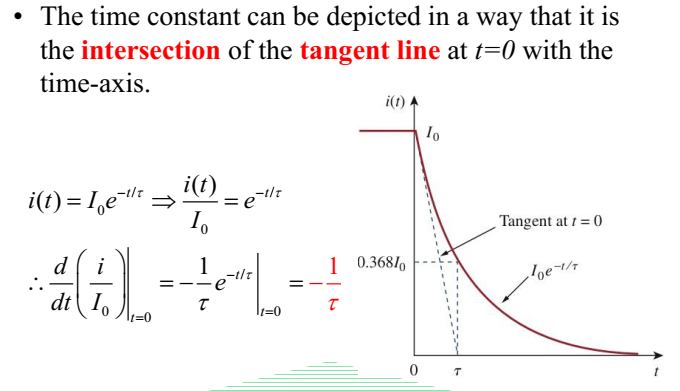 • The time constant can be depicted in a way that it is
the intersection of the tangent line at t=0 with the
time-axis.
i(t) = I₀e^{-t/τ} ⇒ i(t)/I₀ = e^{-t/τ}
∴ d/dt (i/I₀)|_{t=0} = -1/τ e^{-t/τ}|_{t=0} = -1/τ
i(t)
I₀
Tangent at t = 0
0.368I₀
I₀e^{-t/τ}
0 τ t